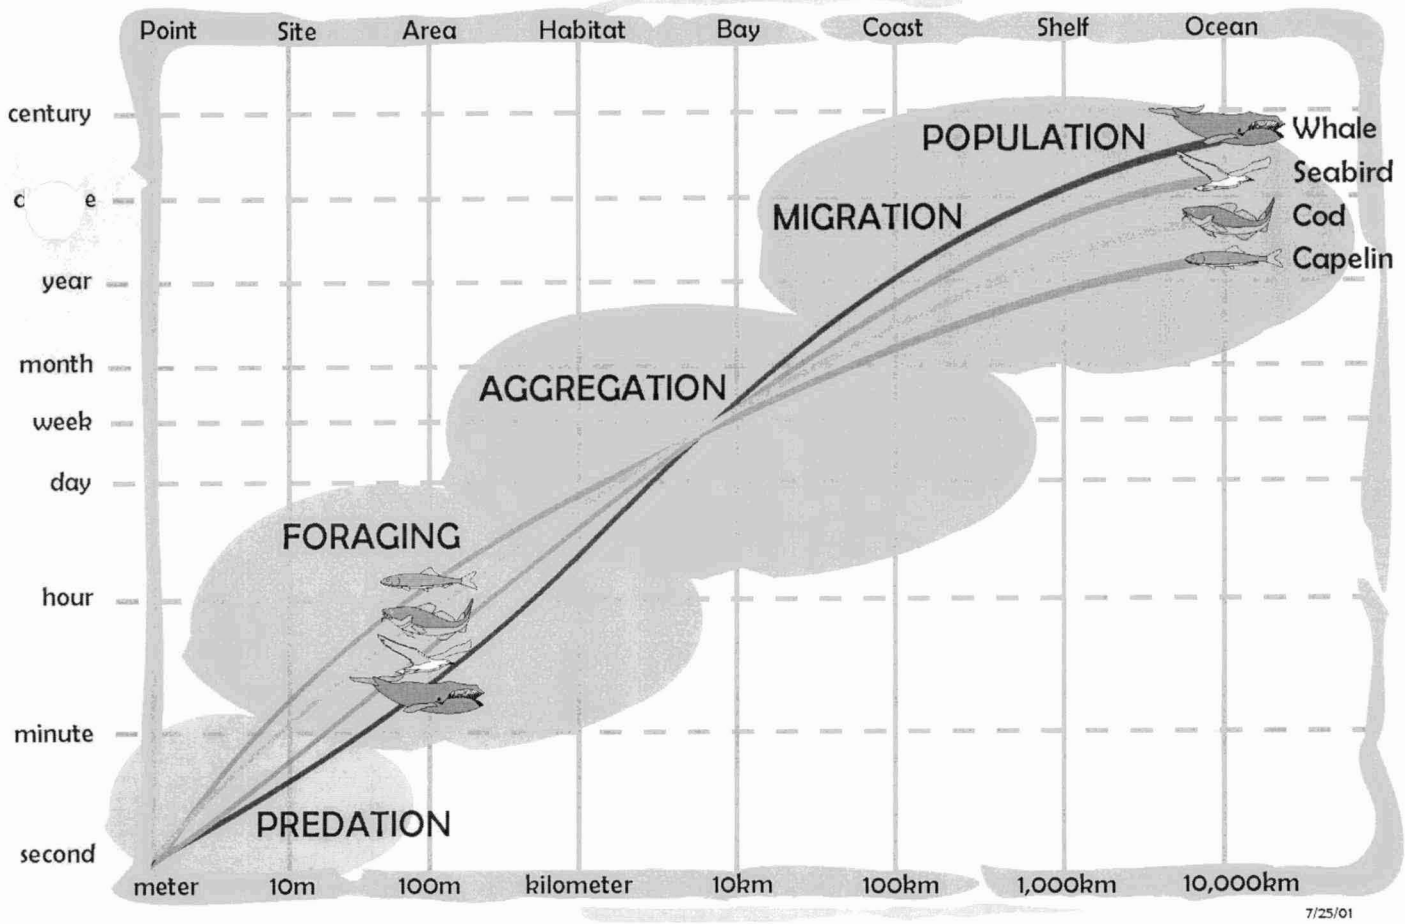 Point Site Area Habitat Bay Coast Shelf Ocean
century
POPULATION
Whale
Seabird
e
MIGRATION
Cod
Capelin
year
month
AGGREGATION
week
day
FORAGING
hour
minute
PREDATION
second
meter 10m 100m kilometer 10km 100km 1,000km 10,000km
7/25/01